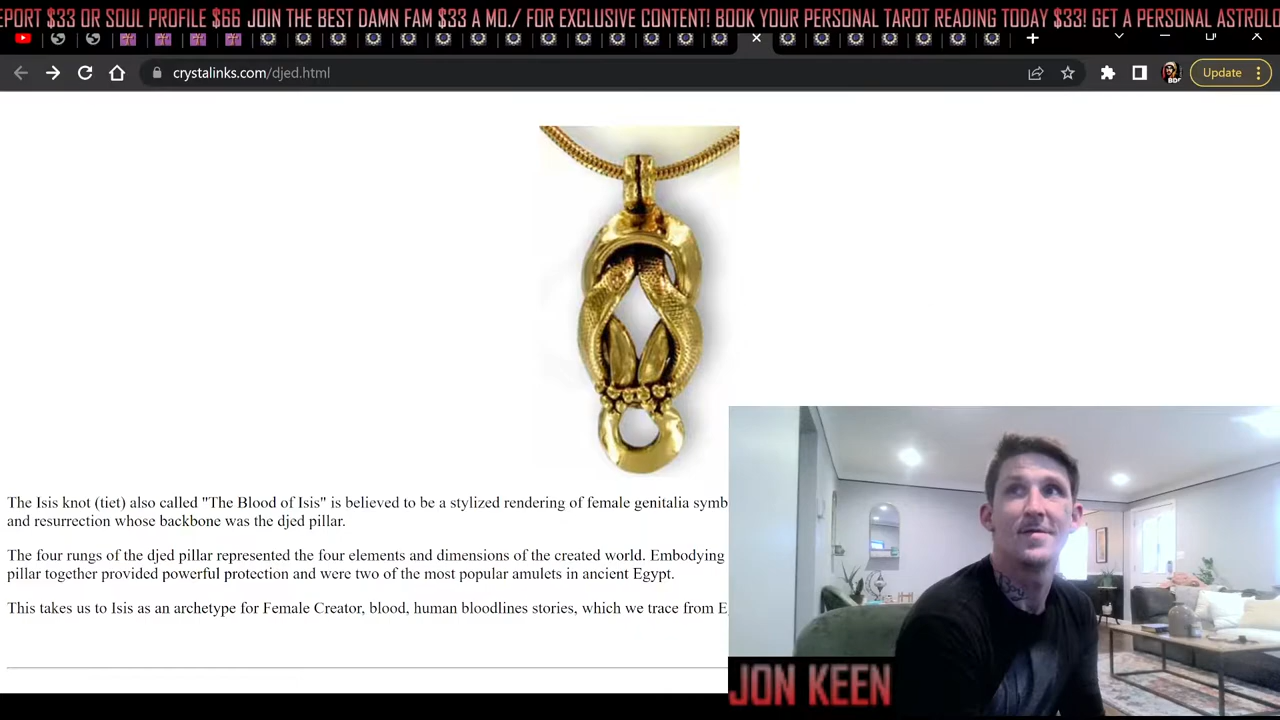 EPORT $33 OR SOUL PROFILE $66 JOIN THE BEST DAMN FAM $33 A MO./ FOR EXCLUSIVE CONTENT! BOOK YOUR PERSONAL TAROT READING TODAY $33! GET A PERSONAL ASTROL
crystalinks.com/djed.html
Update
The Isis knot (tiet) also called "The Blood of Isis" is believed to be a stylized rendering of female genitalia symb
and resurrection whose backbone was the djed pillar.
The four rungs of the djed pillar represented the four elements and dimensions of the created world. Embodying
pillar together provided powerful protection and were two of the most popular amulets in ancient Egypt.
This takes us to Isis as an archetype for Female Creator, blood, human bloodlines stories, which we trace from E
JON KEEN